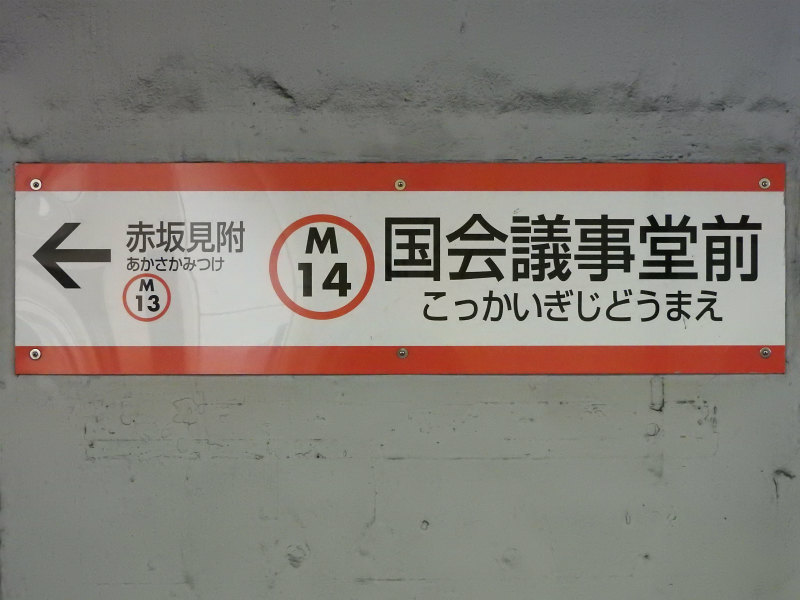 赤坂見附
あかさかみつけ
M
13
M
14
国会議事堂前
こっかいぎじどうまえ